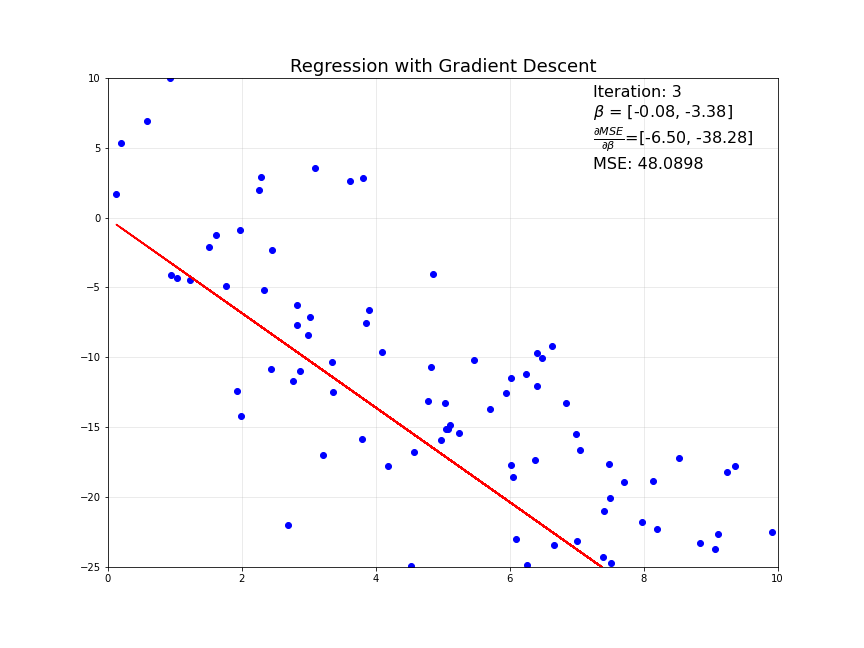 Regression with Gradient Descent
Iteration: 3
β = [-0.08, -3.38]
∂MSE/∂β=[-6.50, -38.28]
MSE: 48.0898
10
5
0
−5
−10
−15
−20
−25
0 2 4 6 8 10